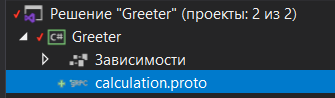 Решение "Greeter" (проекты: 2 из 2)
C# Greeter
Зависимости
calculation.proto